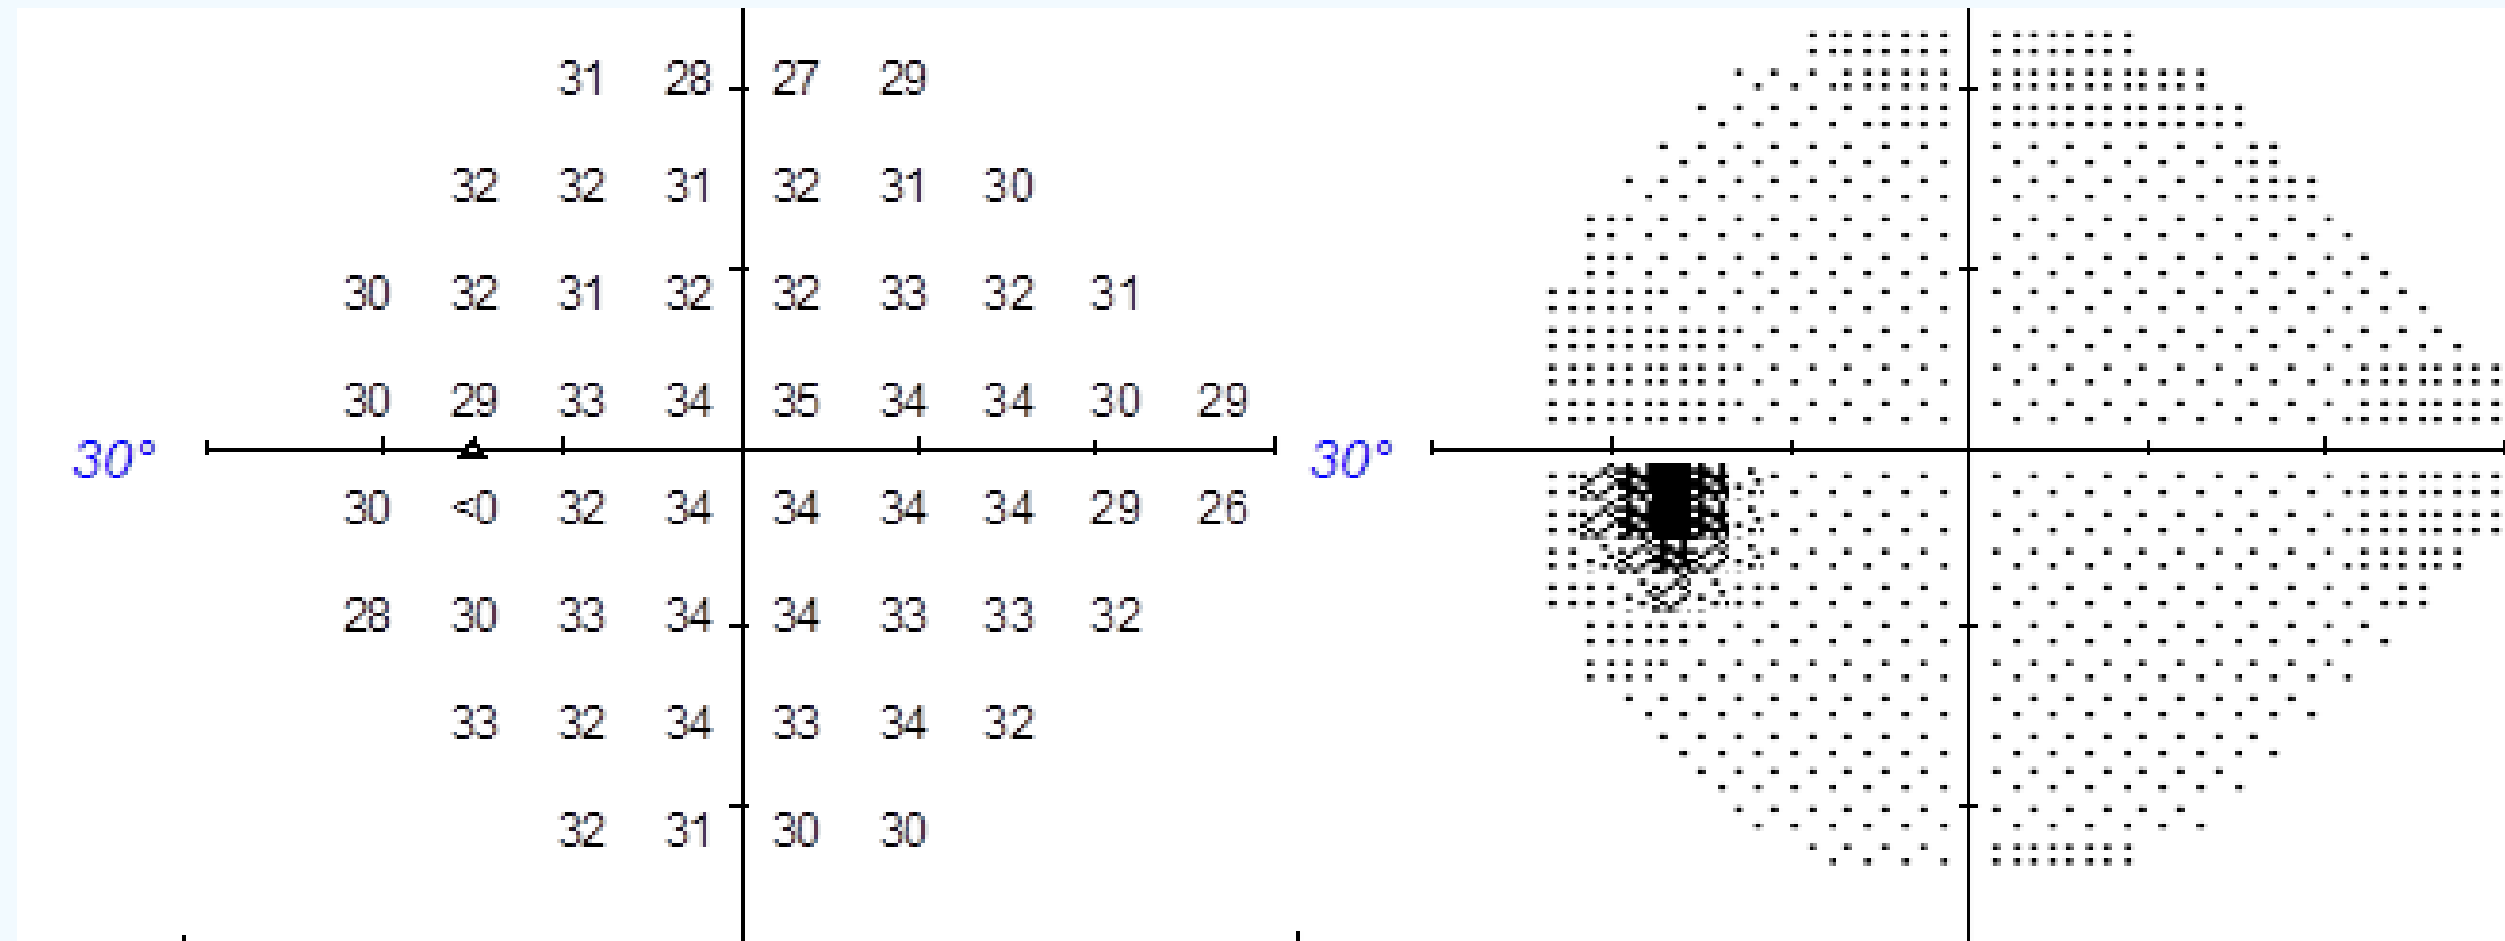 31 28 27 29
32 32 31 32 31 30
30 32 31 32 32 33 32 31
30 29 33 34 35 34 34 30 29
30° 30°
30 <0 32 34 34 34 34 29 26
28 30 33 34 34 33 33 32
33 32 34 33 34 32
32 31 30 30